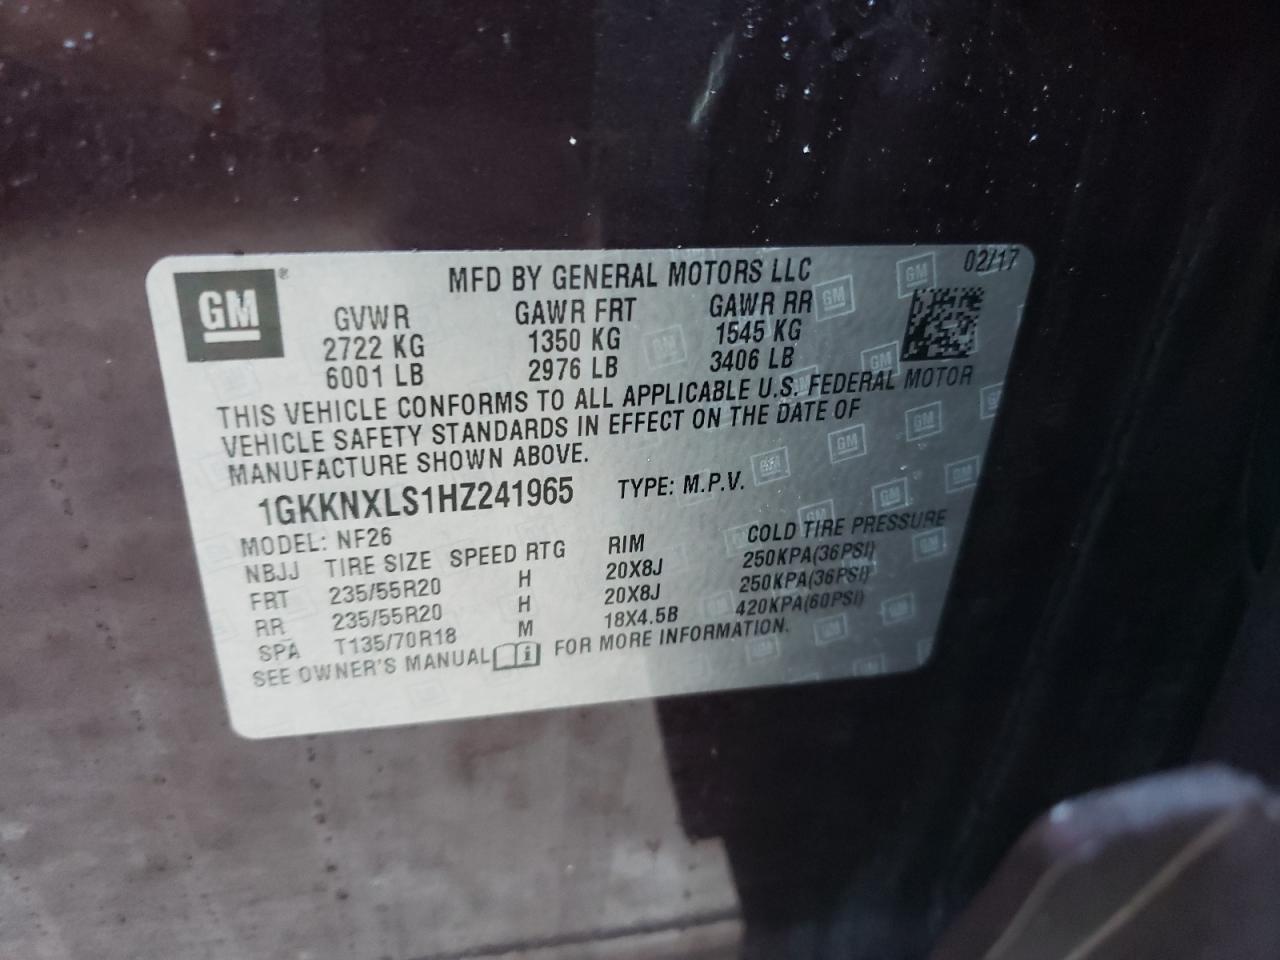 GM ®
MFD BY GENERAL MOTORS LLC
02/17
GVWR GAWR FRT GAWR RR
2722 KG 1350 KG 1545 KG
6001 LB 2976 LB 3406 LB
THIS VEHICLE CONFORMS TO ALL APPLICABLE U.S. FEDERAL MOTOR
VEHICLE SAFETY STANDARDS IN EFFECT ON THE DATE OF
MANUFACTURE SHOWN ABOVE.
1GKKNXLS1HZ241965 TYPE: M.P.V.
MODEL: NF26
NBJJ TIRE SIZE SPEED RTG RIM COLD TIRE PRESSURE
FRT 235/55R20 H 20X8J 250KPA(36PSI)
RR 235/55R20 H 20X8J 250KPA(36PSI)
SPA T135/70R18 M 18X4.5B 420KPA(60PSI)
SEE OWNER'S MANUAL FOR MORE INFORMATION.